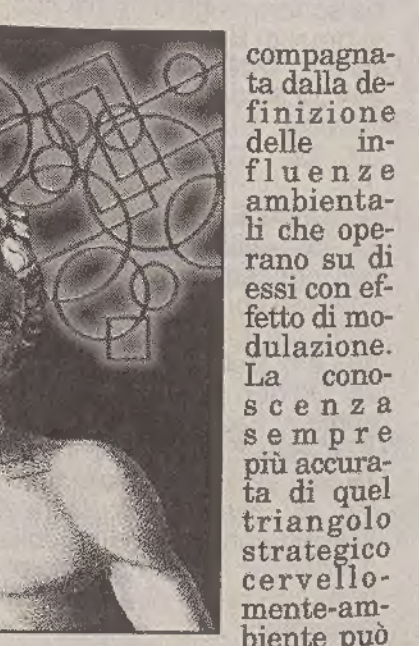 compagna-
ta dalla de-
finizione
delle in-
fluenze
ambienta-
li che ope-
rano su di
essi con ef-
fetto di mo-
dulazione.
La cono-
scenza
sempre
più accura-
ta di quel
triangolo
strategico
cervello-
mente-am-
biente può